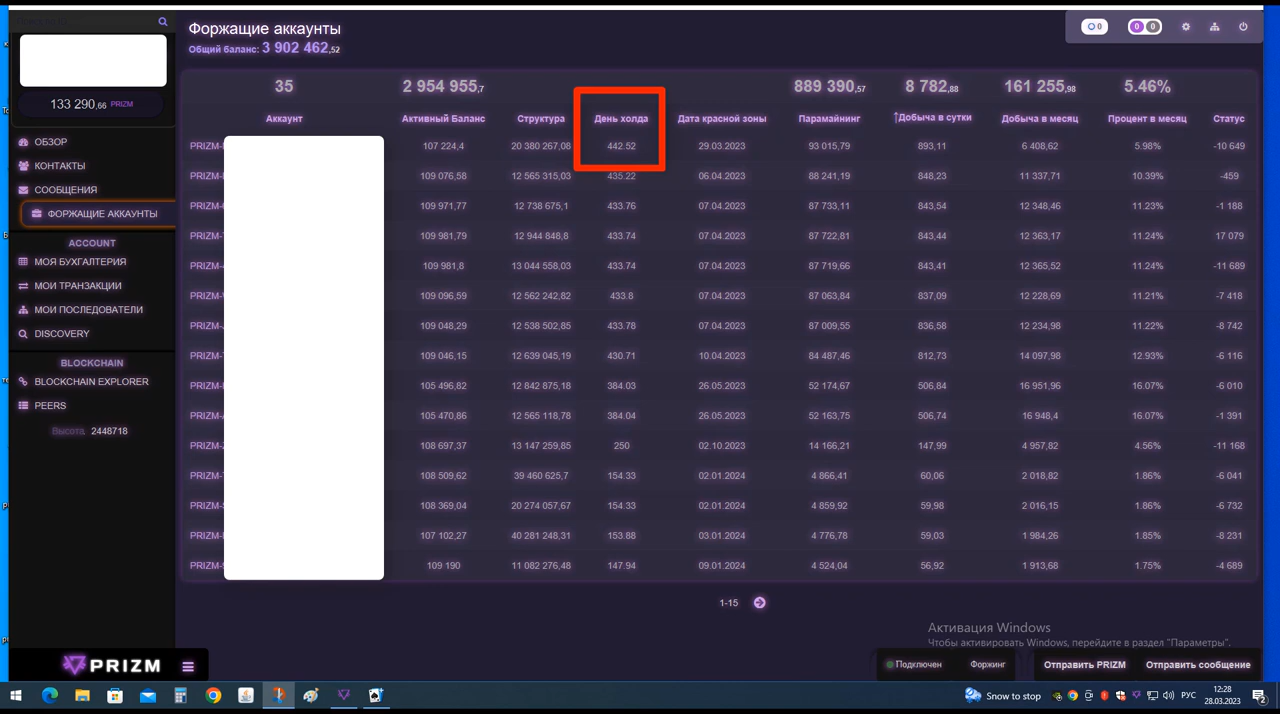 Форжащие аккаунты
Общий баланс: 3 902 462,52
0
0 0
133 290,66 PRIZM
ОБЗОР
КОНТАКТЫ
СООБЩЕНИЯ
ФОРЖАЩИЕ АККАУНТЫ
ACCOUNT
МОЯ БУХГАЛТЕРИЯ
МОИ ТРАНЗАКЦИИ
МОИ ПОСЛЕДОВАТЕЛИ
DISCOVERY
BLOCKCHAIN
BLOCKCHAIN EXPLORER
PEERS
Высота 2448718
PRIZM
35 2 954 955,7 889 390,57 8 782,88 161 255,98 5.46%
Аккаунт Активный Баланс Структура День холда Дата красной зоны Парамайнинг ↑Добыча в сутки Добыча в месяц Процент в месяц Статус
PRIZM- 107 224,4 20 380 267,08 442.52 29.03.2023 93 015,79 893,11 6 408,62 5.98% -10 649
PRIZM- 109 076,58 12 565 315,03 435.22 06.04.2023 88 241,19 848,23 11 337,71 10.39% -459
PRIZM- 109 971,77 12 738 675,1 433.76 07.04.2023 87 733,11 843,54 12 348,46 11.23% -1 188
PRIZM- 109 981,79 12 944 848,8 433.74 07.04.2023 87 722,81 843,44 12 363,17 11.24% 17 079
PRIZM- 109 981,8 13 044 558,03 433.74 07.04.2023 87 719,66 843,41 12 365,52 11.24% -11 689
PRIZM- 109 096,59 12 562 242,82 433.8 07.04.2023 87 063,84 837,09 12 228,69 11.21% -7 418
PRIZM- 109 048,29 12 538 502,85 433.78 07.04.2023 87 009,55 836,58 12 234,98 11.22% -8 742
PRIZM- 109 046,15 12 639 045,19 430.71 10.04.2023 84 487,46 812,73 14 097,98 12.93% -6 116
PRIZM- 105 496,82 12 842 875,18 384.03 26.05.2023 52 174,67 506,84 16 951,96 16.07% -6 010
PRIZM- 105 470,86 12 565 118,78 384.04 26.05.2023 52 163,75 506,74 16 948,4 16.07% -1 391
PRIZM- 108 697,37 13 147 259,85 250 02.10.2023 14 166,21 147,99 4 957,82 4.56% -11 168
PRIZM- 108 509,62 39 460 625,7 154.33 02.01.2024 4 866,41 60,06 2 018,82 1.86% -6 041
PRIZM- 108 369,04 20 274 057,67 154.33 02.01.2024 4 859,92 59,98 2 016,15 1.86% -6 732
PRIZM- 107 102,27 40 281 248,31 153.88 03.01.2024 4 776,78 59,03 1 984,26 1.85% -8 231
PRIZM- 109 190 11 082 276,48 147.94 09.01.2024 4 524,04 56,92 1 913,68 1.75% -4 689
1-15
Активация Windows
Чтобы активировать Windows, перейдите в раздел "Параметры".
Подключен Форжинг Отправить PRIZM Отправить сообщение
Snow to stop РУС 12:28
28.03.2023 2